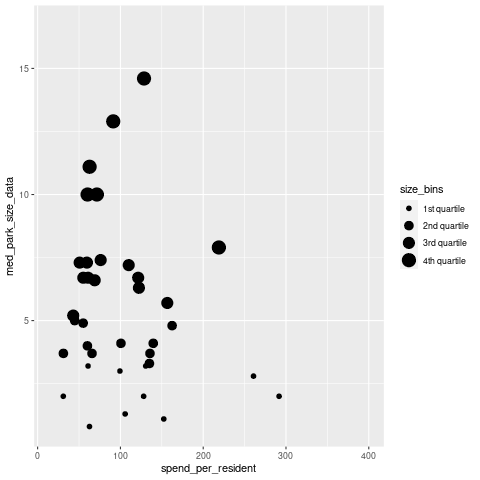 15
10
5
med_park_size_data
0 100 200 300 400
spend_per_resident
size_bins
1st quartile
2nd quartile
3rd quartile
4th quartile